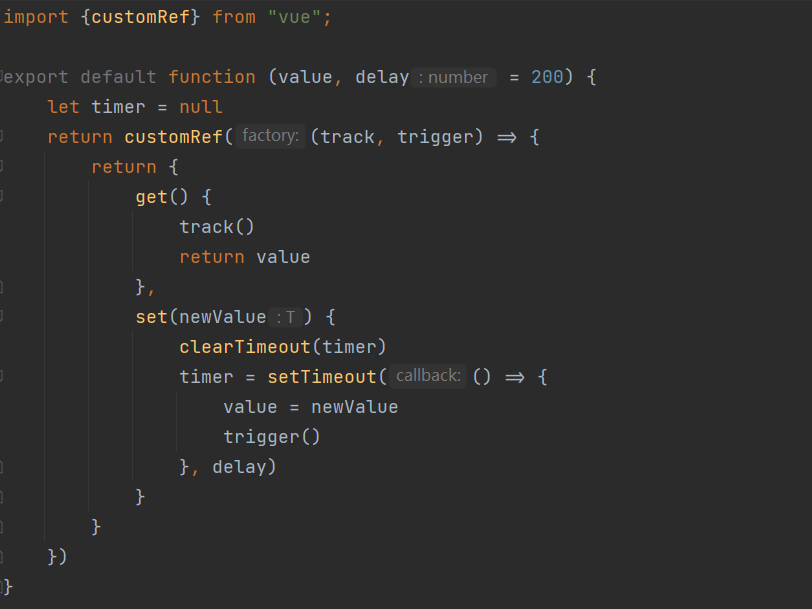 import {customRef} from "vue";
export default function (value, delay : number = 200) {
let timer = null
return customRef( factory: (track, trigger) => {
return {
get() {
track()
return value
},
set(newValue : T ) {
clearTimeout(timer)
timer = setTimeout( callback: () => {
value = newValue
trigger()
}, delay)
}
}
})
}